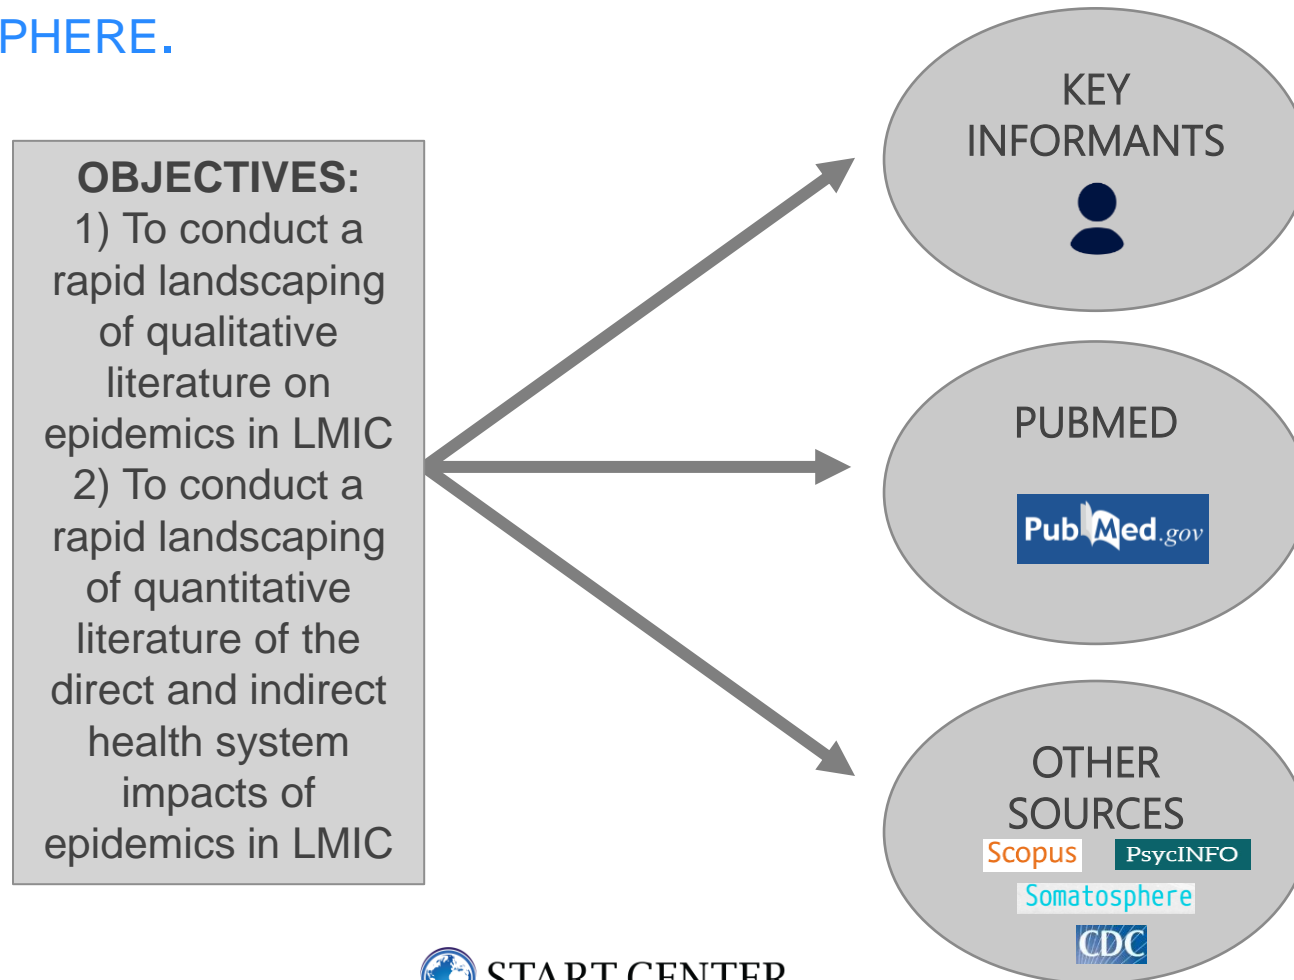 PHERE.
OBJECTIVES:
1) To conduct a
rapid landscaping
of qualitative
literature on
epidemics in LMIC
2) To conduct a
rapid landscaping
of quantitative
literature of the
direct and indirect
health system
impacts of
epidemics in LMIC
KEY
INFORMANTS
PUBMED
PubMed.gov
OTHER
SOURCES
Scopus
PsycINFO
Somatosphere
CDC
START CENTER